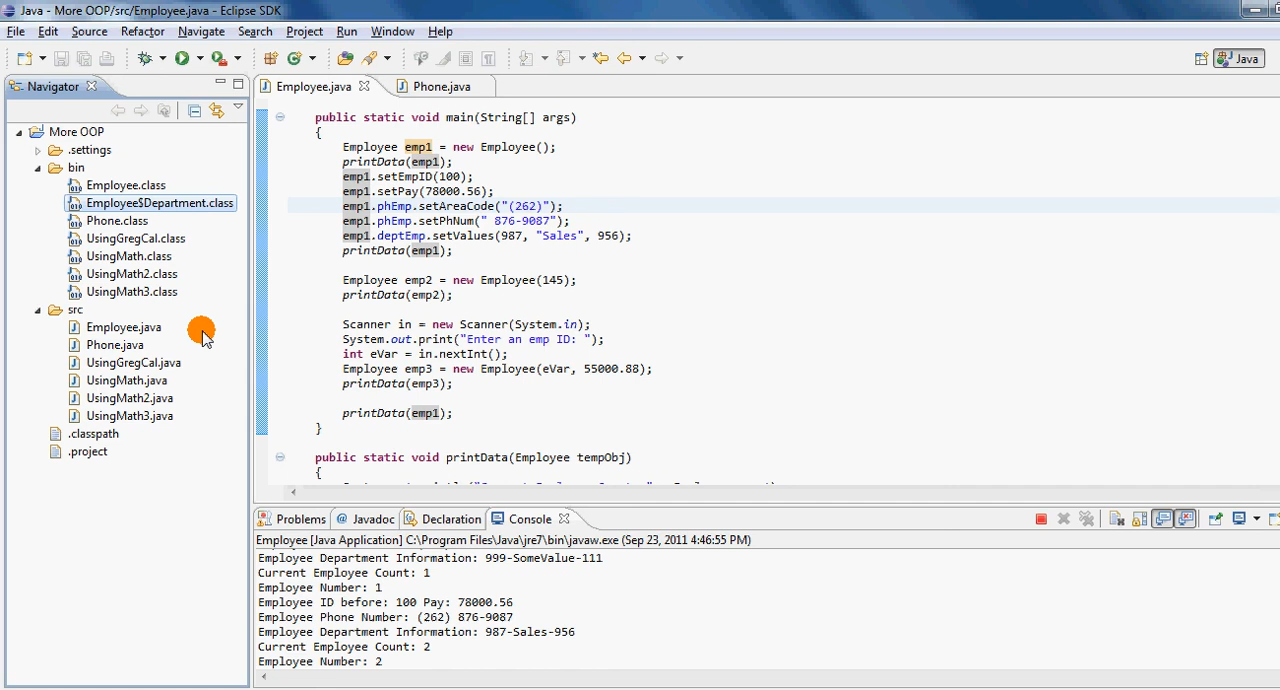 Java - More OOP/src/Employee.java - Eclipse SDK
File Edit Source Refactor Navigate Search Project Run Window Help
Java
Navigator
More OOP
.settings
bin
Employee.class
Employee$Department.class
Phone.class
UsingGregCal.class
UsingMath.class
UsingMath2.class
UsingMath3.class
src
Employee.java
Phone.java
UsingGregCal.java
UsingMath.java
UsingMath2.java
UsingMath3.java
.classpath
.project
Employee.java Phone.java
public static void main(String[] args)
{
Employee emp1 = new Employee();
printData(emp1);
emp1.setEmpID(100);
emp1.setPay(78000.56);
emp1.phEmp.setAreaCode("(262)");
emp1.phEmp.setPhNum(" 876-9087");
emp1.deptEmp.setValues(987, "Sales", 956);
printData(emp1);
Employee emp2 = new Employee(145);
printData(emp2);
Scanner in = new Scanner(System.in);
System.out.print("Enter an emp ID: ");
int eVar = in.nextInt();
Employee emp3 = new Employee(eVar, 55000.88);
printData(emp3);
printData(emp1);
}
public static void printData(Employee tempObj)
{
Problems @ Javadoc Declaration Console
Employee [Java Application] C:\Program Files\Java\jre7\bin\javaw.exe (Sep 23, 2011 4:46:55 PM)
Employee Department Information: 999-SomeValue-111
Current Employee Count: 1
Employee Number: 1
Employee ID before: 100 Pay: 78000.56
Employee Phone Number: (262) 876-9087
Employee Department Information: 987-Sales-956
Current Employee Count: 2
Employee Number: 2